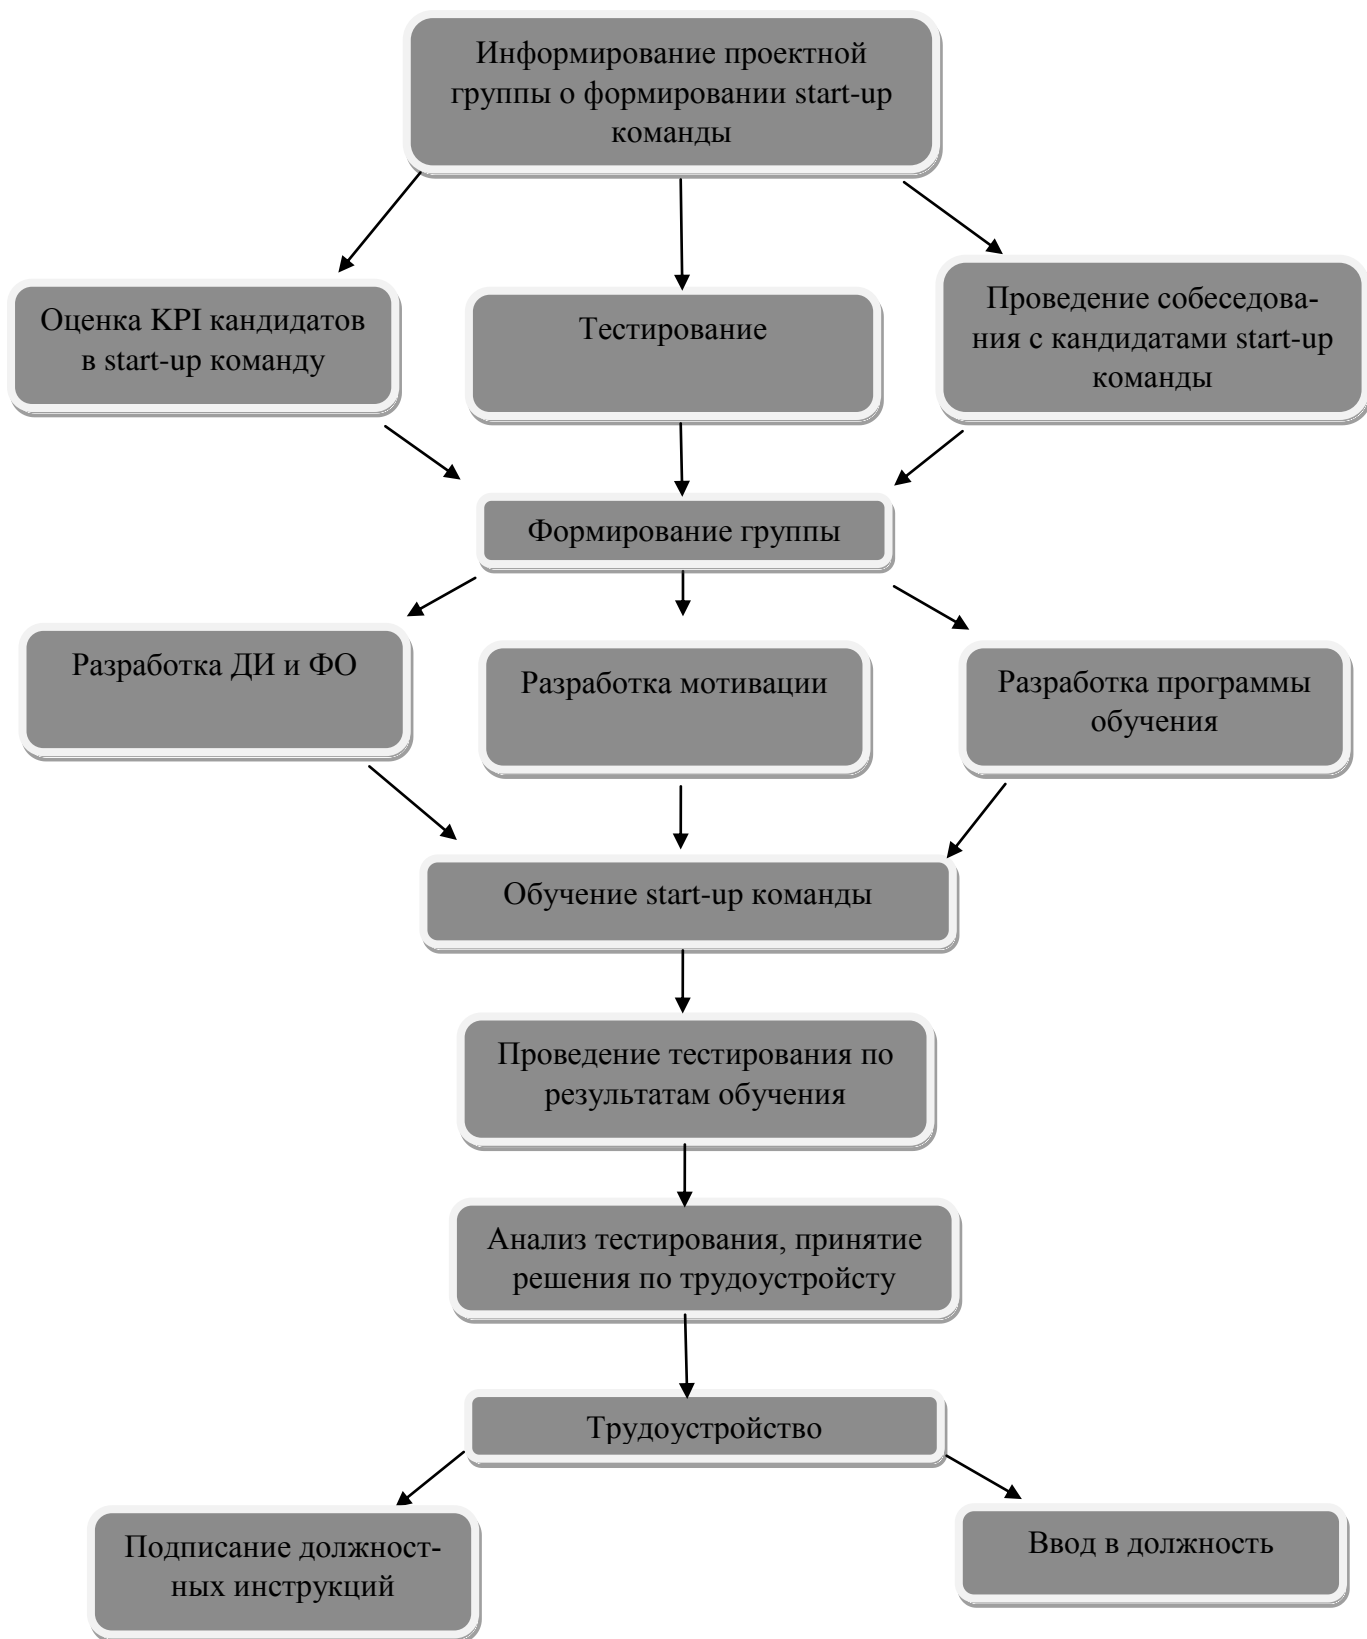 Информирование проектной
группы о формировании start-up
команды
Оценка KPI кандидатов
в start-up команду
Тестирование
Проведение собеседова-
ния с кандидатами start-up
команды
Формирование группы
Разработка ДИ и ФО
Разработка мотивации
Разработка программы
обучения
Обучение start-up команды
Проведение тестирования по
результатам обучения
Анализ тестирования, принятие
решения по трудоустройсту
Трудоустройство
Подписание должност-
ных инструкций
Ввод в должность